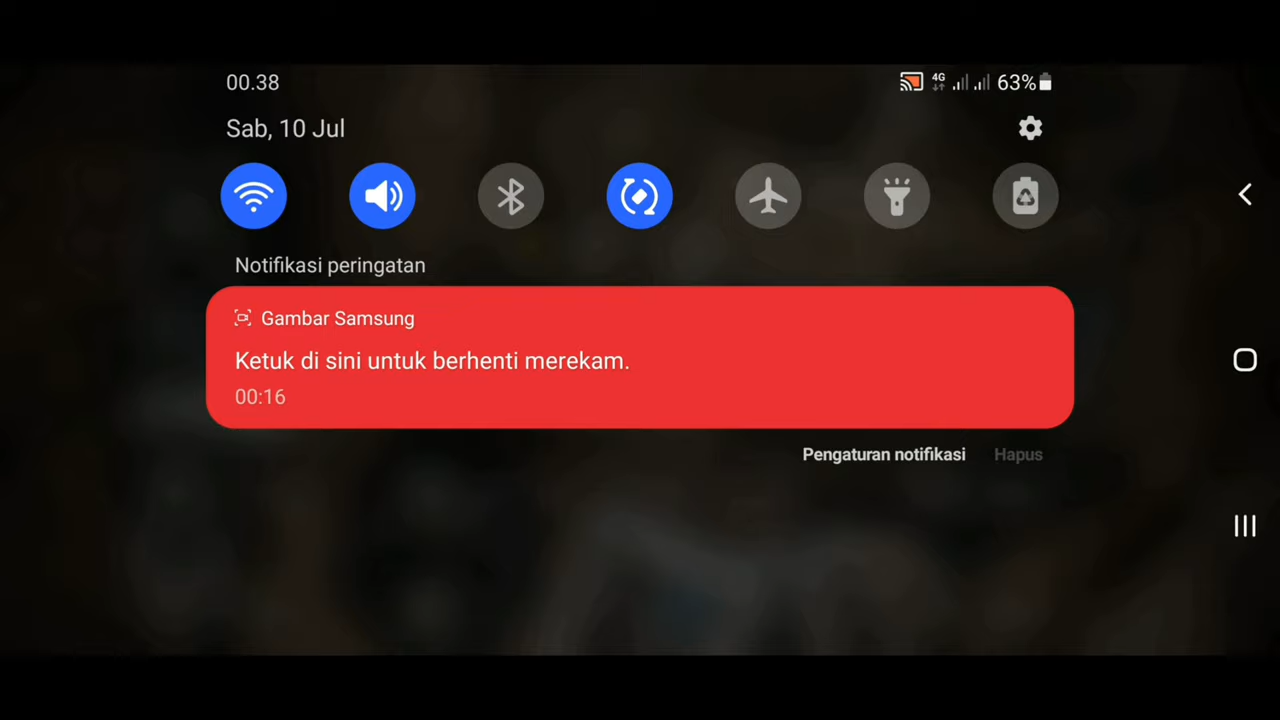 00.38
4G 63%
Sab, 10 Jul
Notifikasi peringatan
Gambar Samsung
Ketuk di sini untuk berhenti merekam.
00:16
Pengaturan notifikasi Hapus